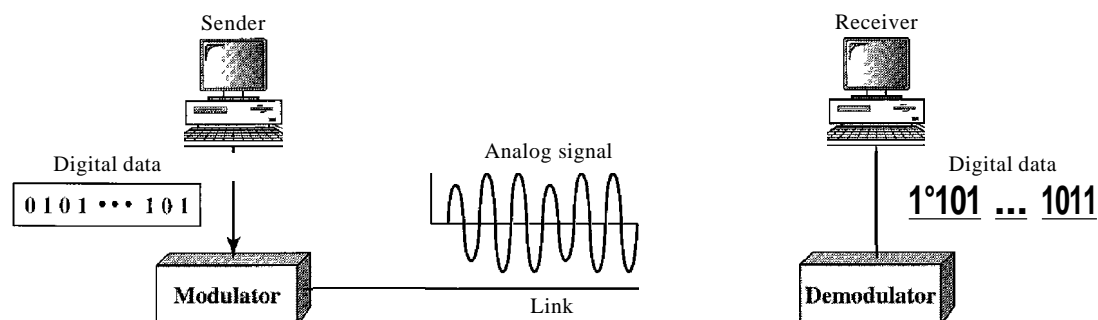 Sender
Receiver
Digital data
0101 ••• 101
Analog signal
Digital data
1°101 ... 1011
Modulator
Link
Demodulator